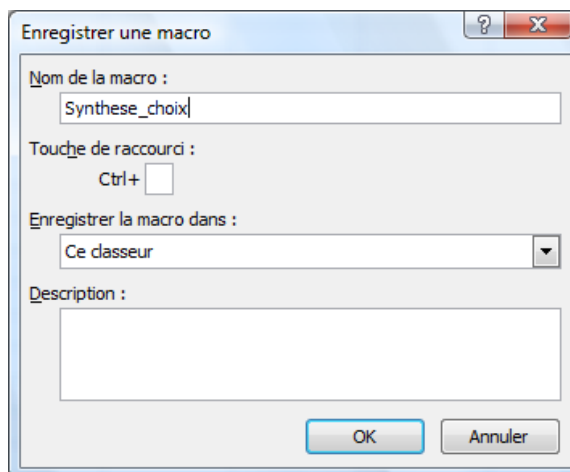 Enregistrer une macro
Nom de la macro :
Synthese_choix
Touche de raccourci :
Ctrl+
Enregistrer la macro dans :
Ce classeur
Description :
OK Annuler